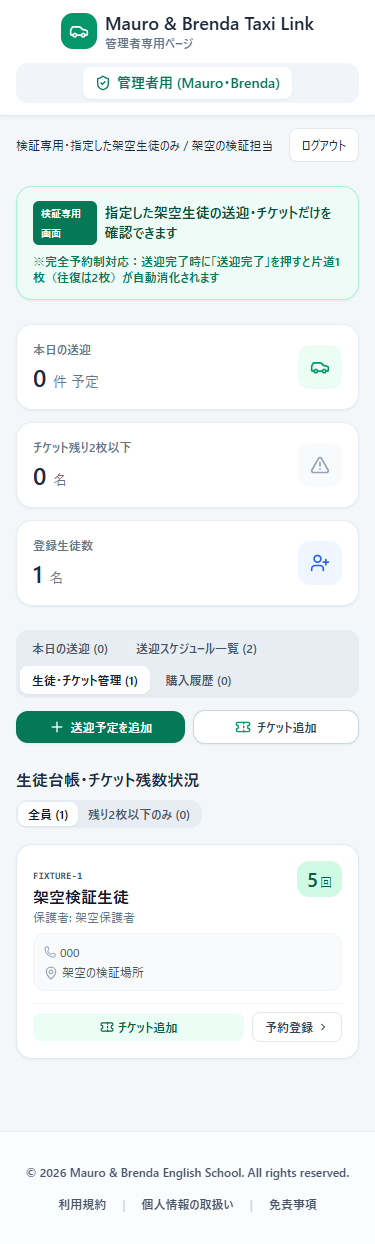 Mauro & Brenda Taxi Link
管理者専用ページ
管理者用 (Mauro・Brenda)
検証専用・指定した架空生徒のみ / 架空の検証担当
ログアウト
検証専用
画面
指定した架空生徒の送迎・チケットだけを
確認できます
※完全予約制対応：送迎完了時に「送迎完了」を押すと片道1
枚（往復は2枚）が自動消化されます
本日の送迎
0 件 予定
チケット残り2枚以下
0 名
登録生徒数
1 名
本日の送迎 (0)
送迎スケジュール一覧 (2)
生徒・チケット管理 (1)
購入履歴 (0)
送迎予定を追加
チケット追加
生徒台帳・チケット残数状況
全員 (1)
残り2枚以下のみ (0)
FIXTURE-1
架空検証生徒
保護者: 架空保護者
5 回
000
架空の検証場所
チケット追加
予約登録
© 2026 Mauro & Brenda English School. All rights reserved.
利用規約 | 個人情報の取扱い | 免責事項